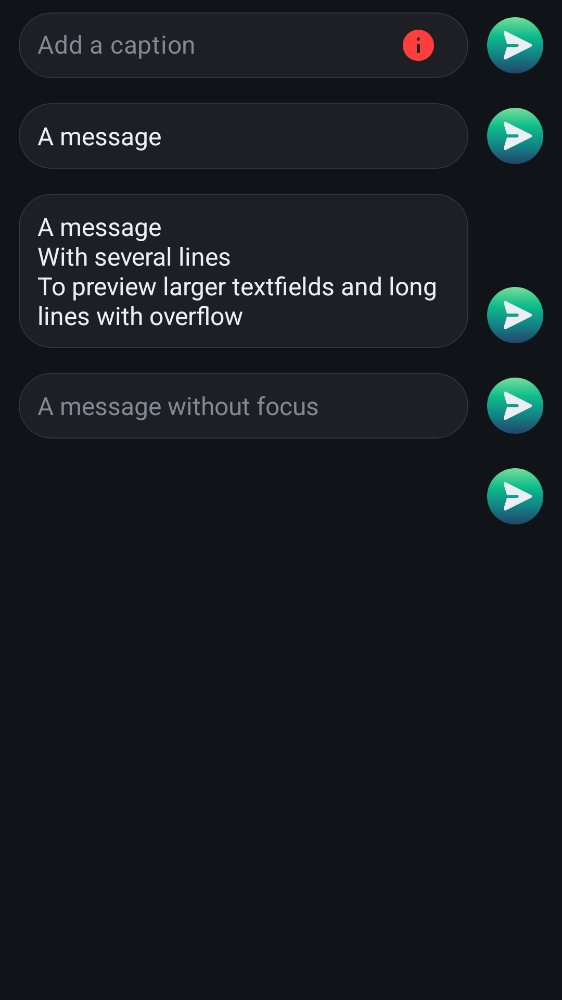 Add a caption
A message
A message
With several lines
To preview larger textfields and long
lines with overflow
A message without focus